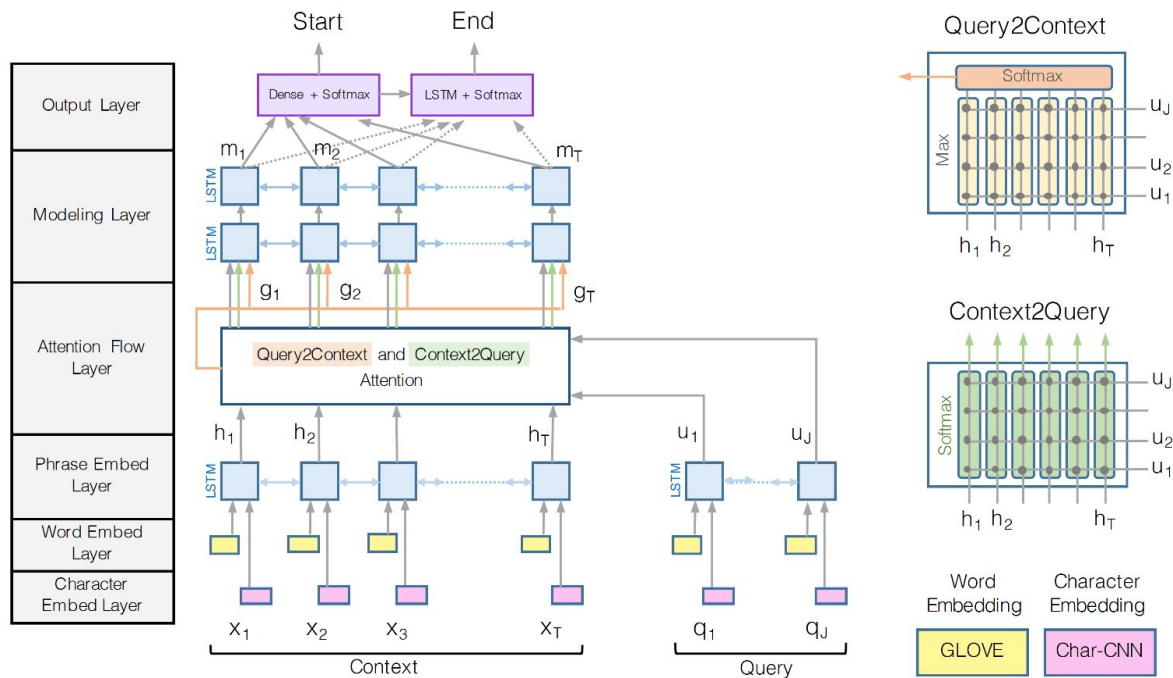 Start End
Output Layer
Dense + Softmax
LSTM + Softmax
m1 m2 mT
Modeling Layer
LSTM
LSTM
g1 g2 gT
Attention Flow
Layer
Query2Context and Context2Query
Attention
h1 h2 hT
u1 uJ
Phrase Embed
Layer
LSTM
LSTM
Word Embed
Layer
Character
Embed Layer
x1 x2 x3 xT
q1 qJ
Context
Query
Query2Context
Softmax
Max
uJ
u2
u1
h1 h2 hT
Context2Query
Softmax
uJ
u2
u1
h1 h2 hT
Word
Embedding
Character
Embedding
GLOVE
Char-CNN